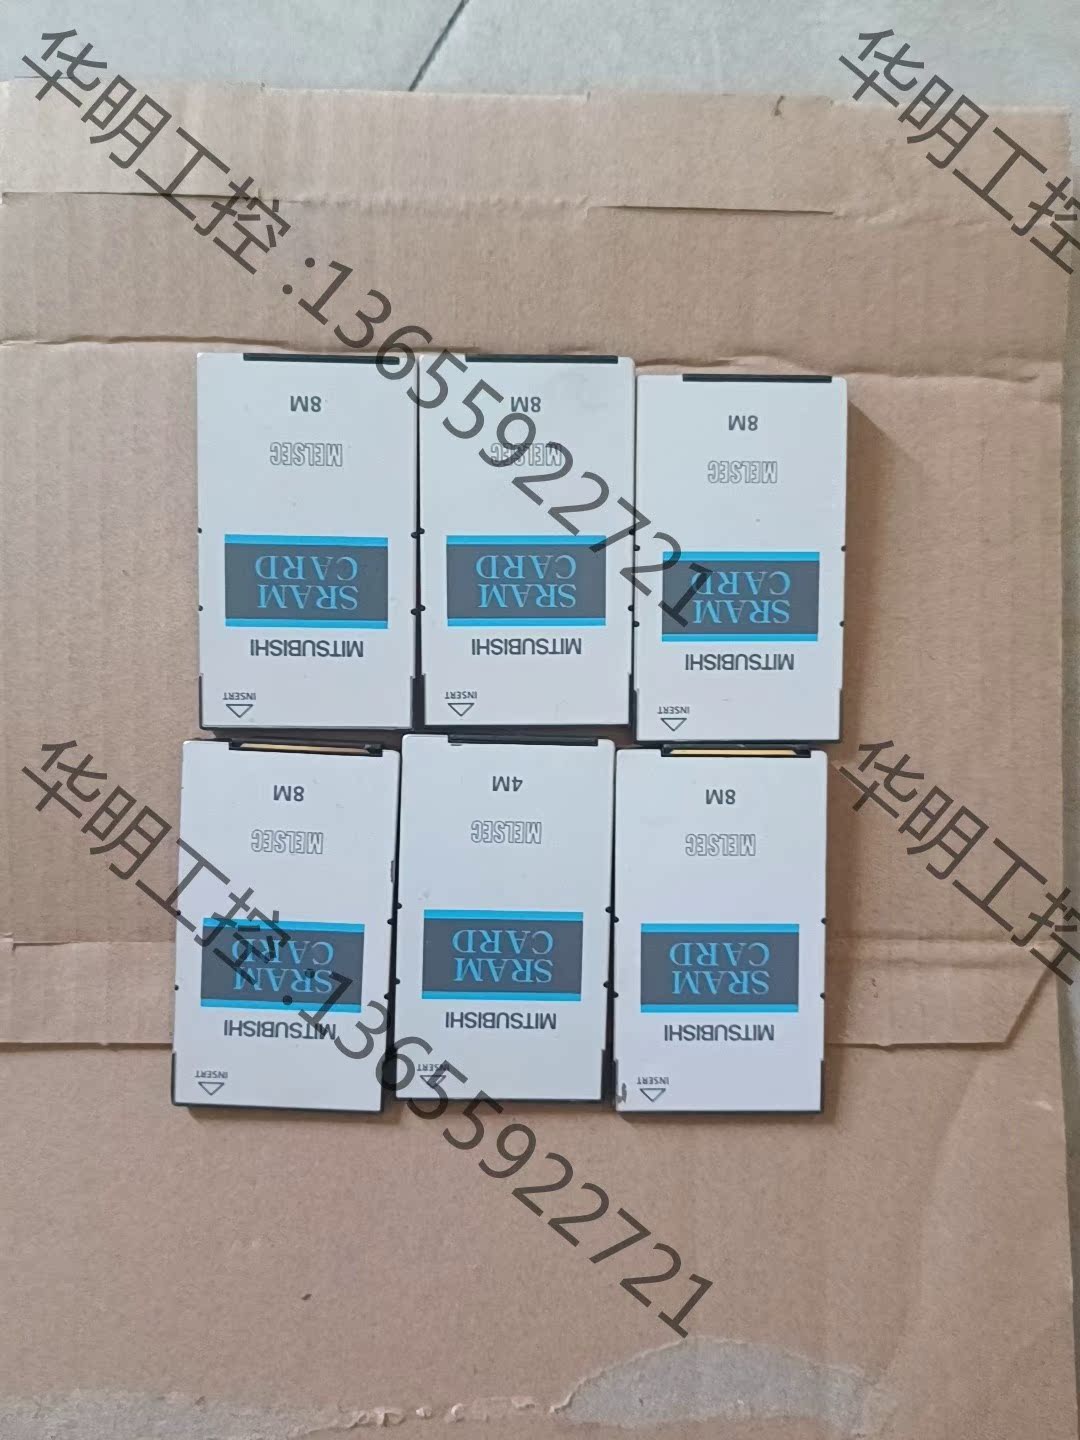 华明工控 :13655922721
华明工控
8M
MELSEC
SRAM
CARD
MITSUBISHI
INSERT
8M
MELSEC
SRAM
CARD
MITSUBISHI
INSERT
8M
MELSEC
SRAM
CARD
MITSUBISHI
INSERT
华明工控 :13655922721
华明工控
8M
MELSEC
SRAM
CARD
MITSUBISHI
INSERT
4M
MELSEC
SRAM
CARD
MITSUBISHI
INSERT
8M
MELSEC
SRAM
CARD
MITSUBISHI
INSERT